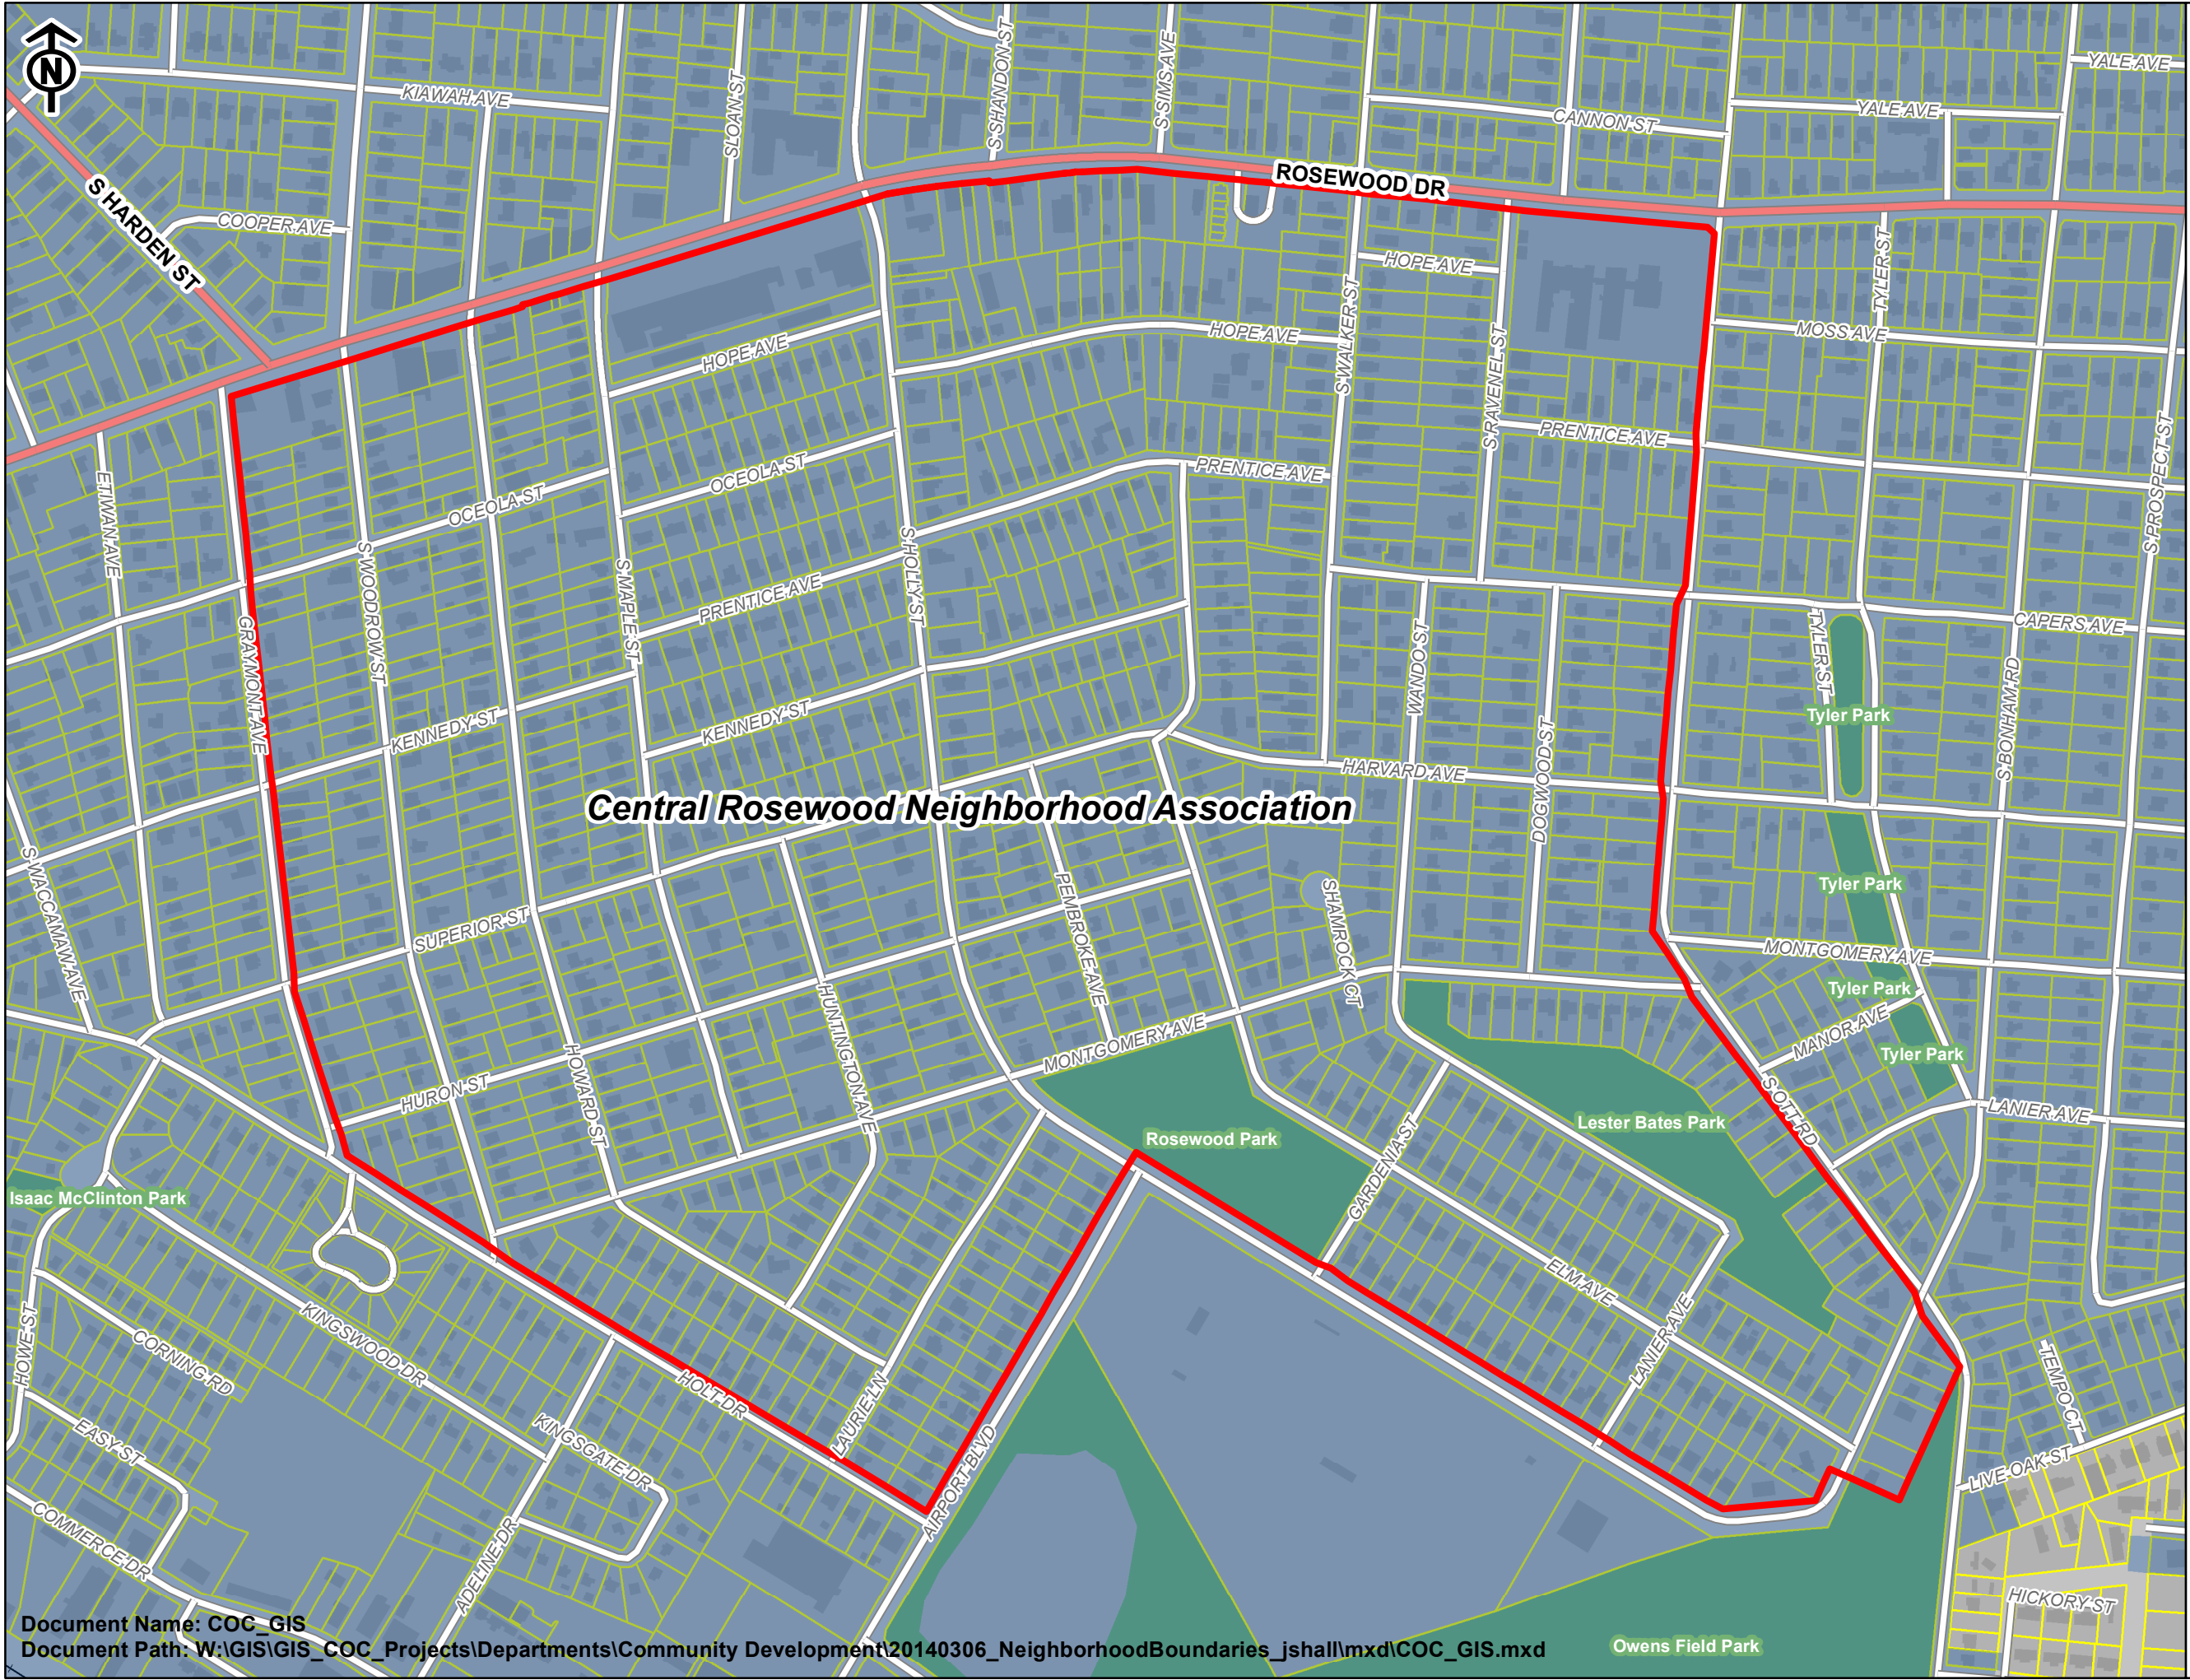 N
YALE AVE
KIAWAH AVE
SLOAN ST
S SHANDON ST
S SIMS AVE
CANNON ST
YALE AVE
S HARDEN ST
COOPER AVE
ROSEWOOD DR
TYLER ST
HOPE AVE
HOPE AVE
HOPE AVE
S WALKER ST
S RAVENEL ST
MOSS AVE
PRENTICE AVE
S PROSPECT ST
ETIWAN AVE
OCEOLA ST
OCEOLA ST
PRENTICE AVE
S WOODROW ST
S MAPLE ST
PRENTICE AVE
S HOLLY ST
GRAYMONT AVE
WANDO ST
TYLER ST
CAPERS AVE
KENNEDY ST
KENNEDY ST
Tyler Park
S BONHAM RD
DOGWOOD ST
HARVARD AVE
Central Rosewood Neighborhood Association
S WACCAMAW AVE
SUPERIOR ST
PEMBROKE AVE
SHAMROCK CT
Tyler Park
MONTGOMERY AVE
HUNTINGTON AVE
Tyler Park
MANOR AVE
MONTGOMERY AVE
Tyler Park
HURON ST
HOWARD ST
S OTT RD
LANIER AVE
Lester Bates Park
Rosewood Park
GARDENIA ST
Isaac McClinton Park
ELM AVE
KINGSWOOD DR
CORNING RD
HOWE ST
LANIER AVE
TEMPO CT
HOLT DR
LAURIE LN
EASY ST
KINGSGATE DR
AIRPORT BLVD
LIVE OAK ST
COMMERCE DR
ADELINE DR
HICKORY ST
Document Name: COC_GIS
Document Path: W:\GIS\GIS_COC_Projects\Departments\Community Development\20140306_NeighborhoodBoundaries_jshall\mxd\COC_GIS.mxd
Owens Field Park